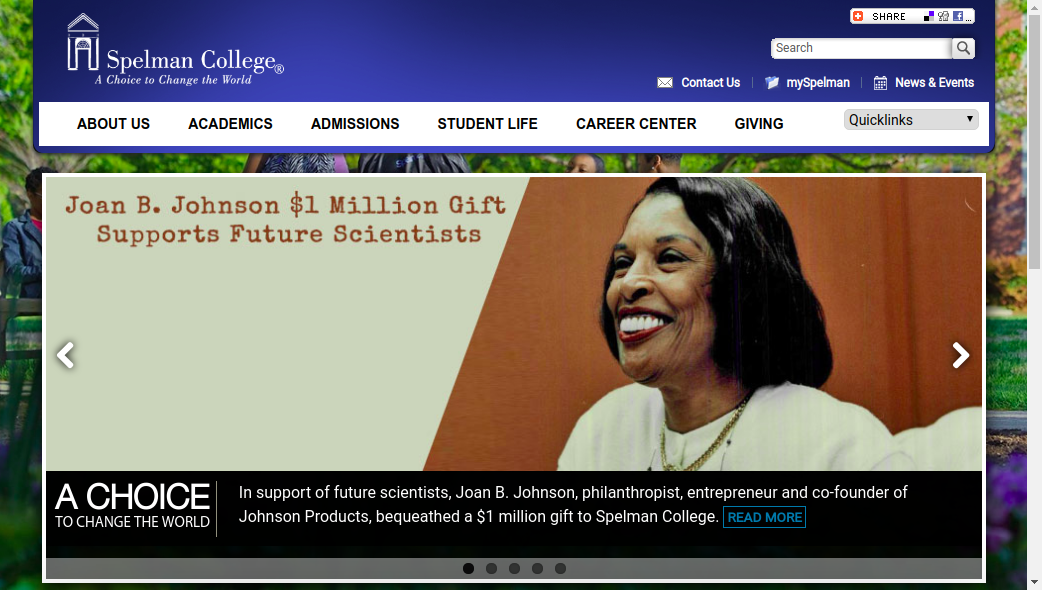 SHARE
Search
Spelman College®
A Choice to Change the World
Contact Us
mySpelman
News & Events
ABOUT US
ACADEMICS
ADMISSIONS
STUDENT LIFE
CAREER CENTER
GIVING
Quicklinks
Joan B. Johnson $1 Million Gift
Supports Future Scientists
A CHOICE
TO CHANGE THE WORLD
In support of future scientists, Joan B. Johnson, philanthropist, entrepreneur and co-founder of
Johnson Products, bequeathed a $1 million gift to Spelman College. READ MORE